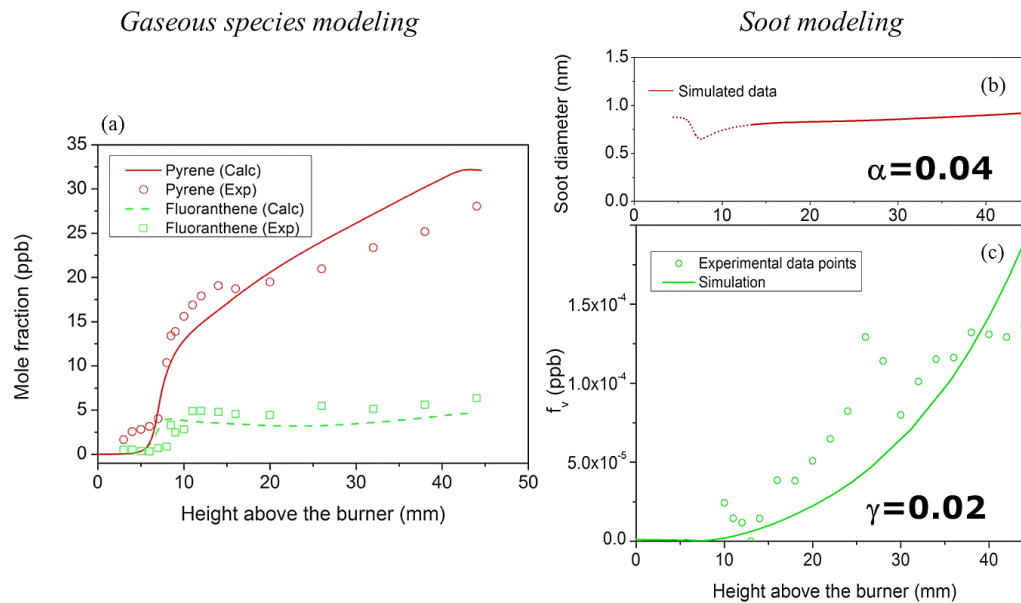 Gaseous species modeling
Soot modeling
(a)
35
30
25
20
15
10
5
0
Mole fraction (ppb)
Pyrene (Calc)
Pyrene (Exp)
Fluoranthene (Calc)
Fluoranthene (Exp)
0
10
20
30
40
50
Height above the burner (mm)
(b)
1.5
1.0
0.5
0.0
Soot diameter (nm)
Simulated data
α=0.04
0
10
20
30
40
(c)
1.5x10⁻⁴
1.0x10⁻⁴
5.0x10⁻⁵
0.0
fᵥ (ppb)
Experimental data points
Simulation
γ=0.02
0
10
20
30
40
Height above the burner (mm)